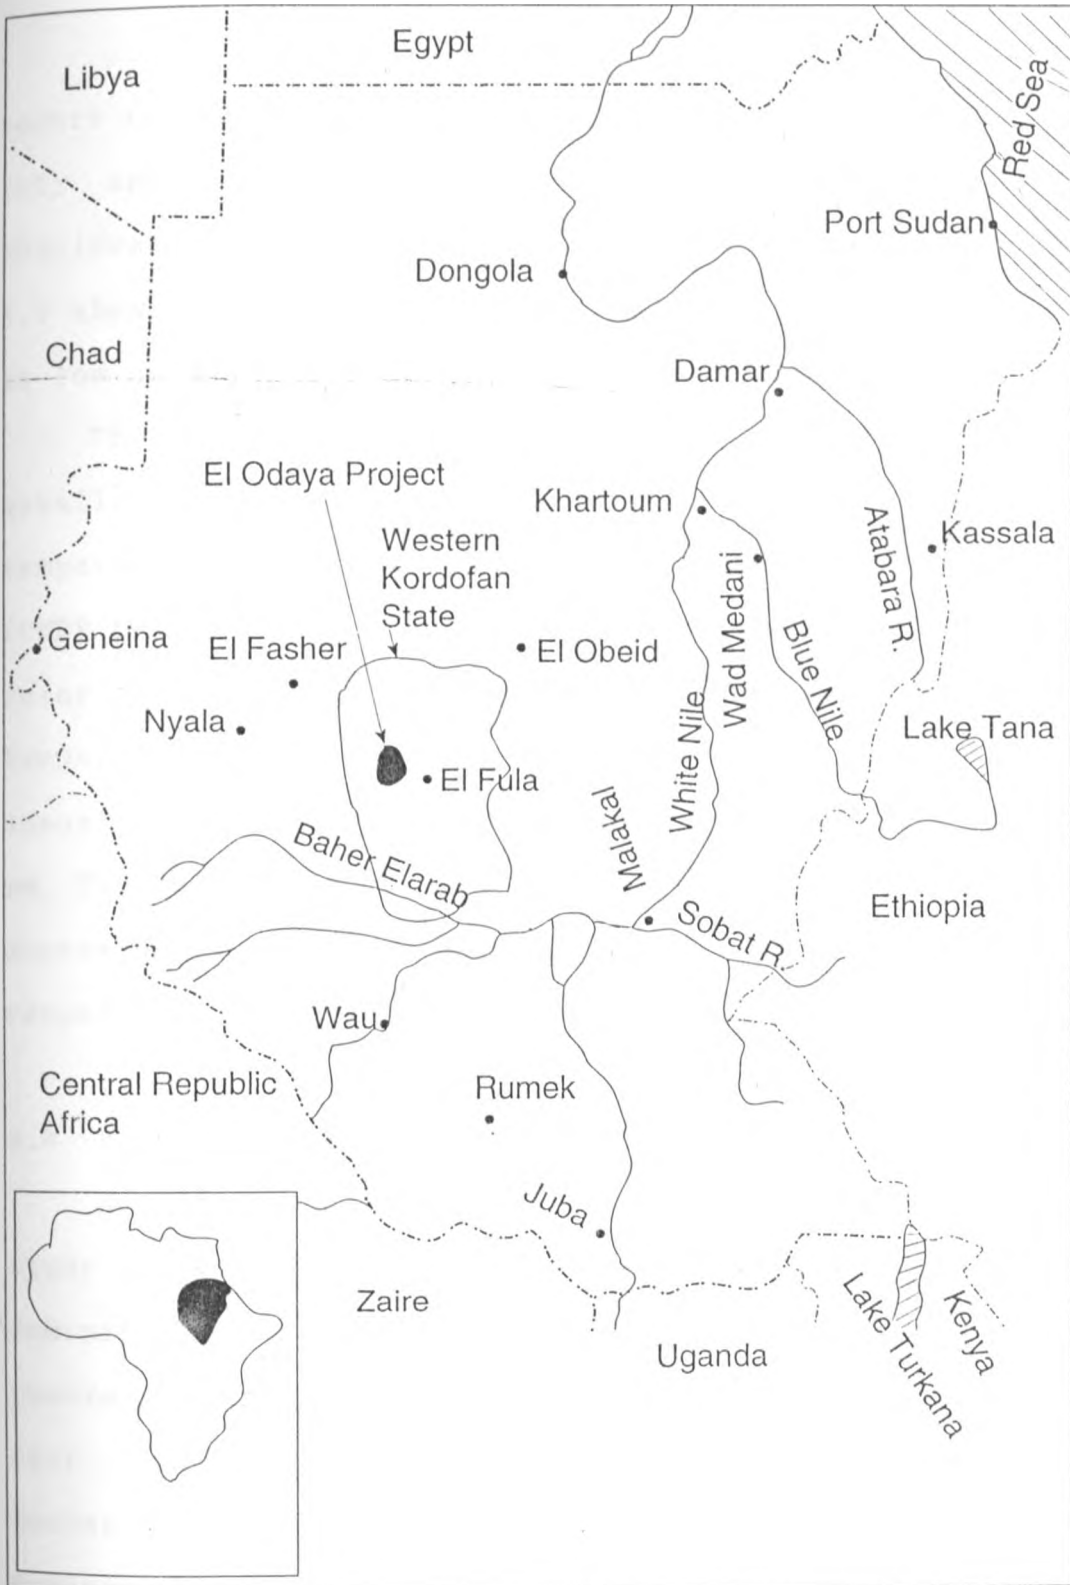 Egypt
Libya
Red Sea
Port Sudan
Dongola
Chad
Damar
El Odaya Project
Khartoum
Western
Kordofan
State
Atabara R.
Kassala
Wad Medani
Geneina
El Fasher
El Obeid
Blue Nile
Nyala
White Nile
Lake Tana
El Fula
Malakal
Baher Elarab
Sobat R.
Ethiopia
Wau
Central Republic
Africa
Rumek
Juba
Zaire
Uganda
Lake Turkana
Kenya